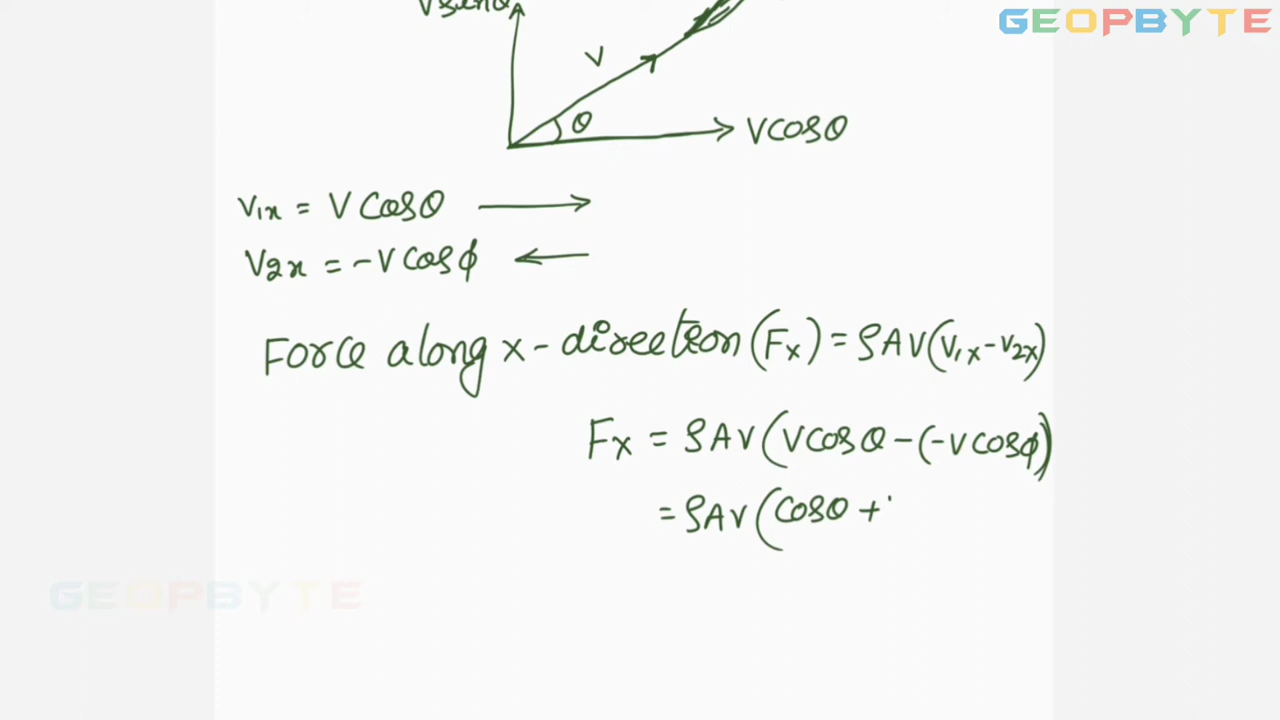 GEOPBYTE
Vsinθ
V
θ
Vcosθ
V1x = V Cosθ
V2x = -V Cosϕ
Force along x-direction (Fx) = ρAV(V1x - V2x)
Fx = ρAV(Vcosθ - (-VCosϕ)
= ρAV(Cosθ +
GEOPBYTE